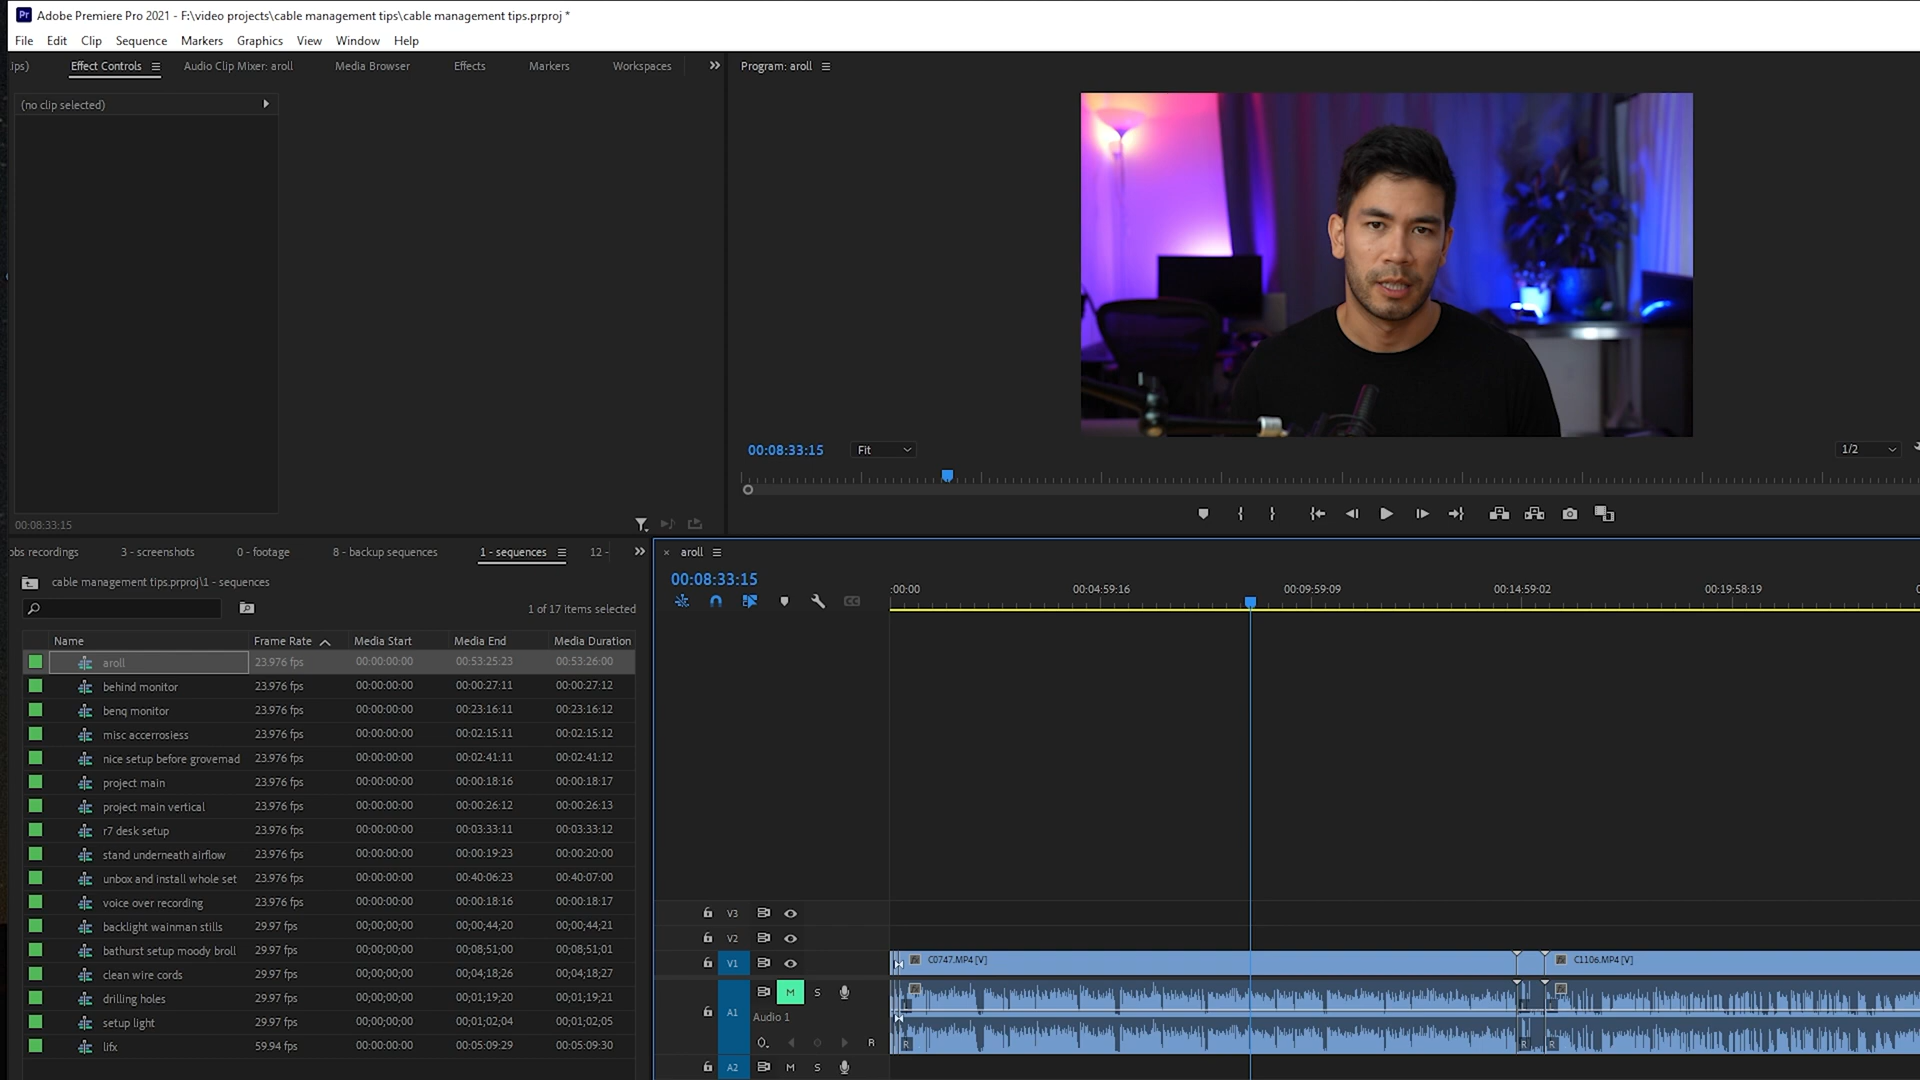 Pr Adobe Premiere Pro 2021 - F:\video projects\cable management tips\cable management tips.prproj *
File Edit Clip Sequence Markers Graphics View Window Help
ips) Effect Controls Audio Clip Mixer: aroll Media Browser Effects Markers Workspaces
Program: aroll
(no clip selected)
00:08:33:15 Fit 1/2
00:08:33:15
obs recordings 3 - screenshots 0 - footage 8 - backup sequences 1 - sequences 12 -
aroll
cable management tips.prproj\1 - sequences
00:08:33:15
:00:00 00:04:59:16 00:09:59:09 00:14:59:02 00:19:58:19
1 of 17 items selected
Name Frame Rate Media Start Media End Media Duration
aroll 23.976 fps 00:00:00:00 00:53:25:23 00:53:26:00
behind monitor 23.976 fps 00:00:00:00 00:00:27:11 00:00:27:12
benq monitor 23.976 fps 00:00:00:00 00:23:16:11 00:23:16:12
misc accerrosiess 23.976 fps 00:00:00:00 00:02:15:11 00:02:15:12
nice setup before grovemad 23.976 fps 00:00:00:00 00:02:41:11 00:02:41:12
project main 23.976 fps 00:00:00:00 00:00:18:16 00:00:18:17
project main vertical 23.976 fps 00:00:00:00 00:00:26:12 00:00:26:13
r7 desk setup 23.976 fps 00:00:00:00 00:03:33:11 00:03:33:12
stand underneath airflow 23.976 fps 00:00:00:00 00:00:19:23 00:00:20:00
unbox and install whole set 23.976 fps 00:00:00:00 00:40:06:23 00:40:07:00
voice over recording 23.976 fps 00:00:00:00 00:00:18:16 00:00:18:17
backlight wainman stills 29.97 fps 00;00;00;00 00;00;44;20 00;00;44;21
bathurst setup moody broll 29.97 fps 00;00;00;00 00;08;51;00 00;08;51;01
clean wire cords 29.97 fps 00;00;00;00 00;04;18;26 00;04;18;27
drilling holes 29.97 fps 00;00;00;00 00;01;19;20 00;01;19;21
setup light 29.97 fps 00;00;00;00 00;01;02;04 00;01;02;05
lifx 59.94 fps 00:00:00:00 00:05:09:29 00:05:09:30
V3
V2
V1 C0747.MP4 [V] C1106.MP4 [V]
M S
A1 Audio 1
R R R R
A2 M S